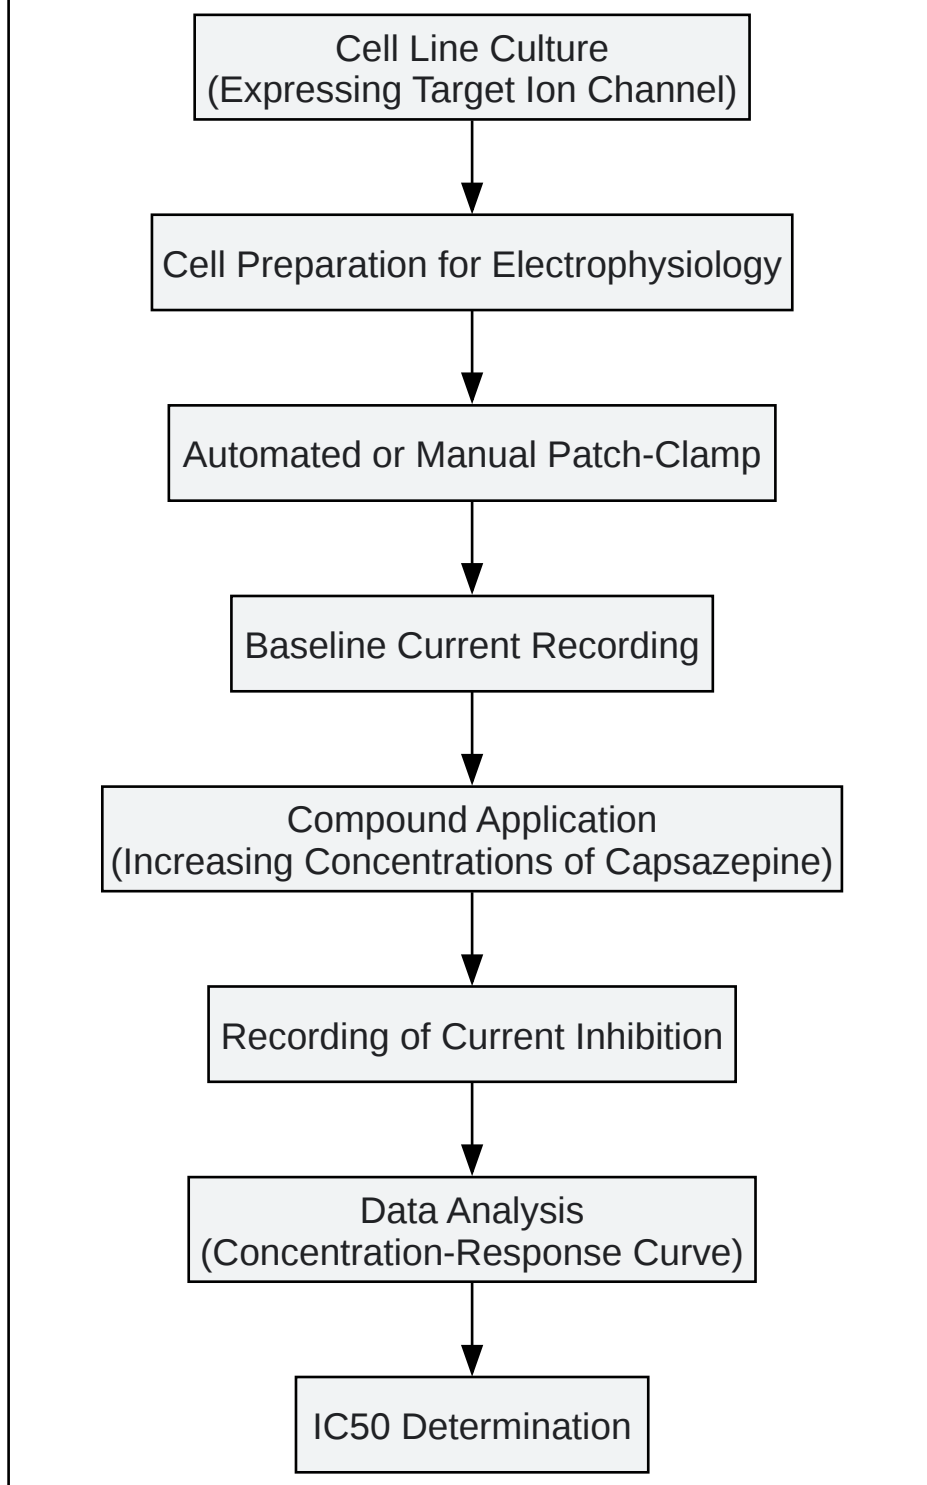 Cell Line Culture
(Expressing Target Ion Channel)
Cell Preparation for Electrophysiology
Automated or Manual Patch-Clamp
Baseline Current Recording
Compound Application
(Increasing Concentrations of Capsazepine)
Recording of Current Inhibition
Data Analysis
(Concentration-Response Curve)
IC50 Determination